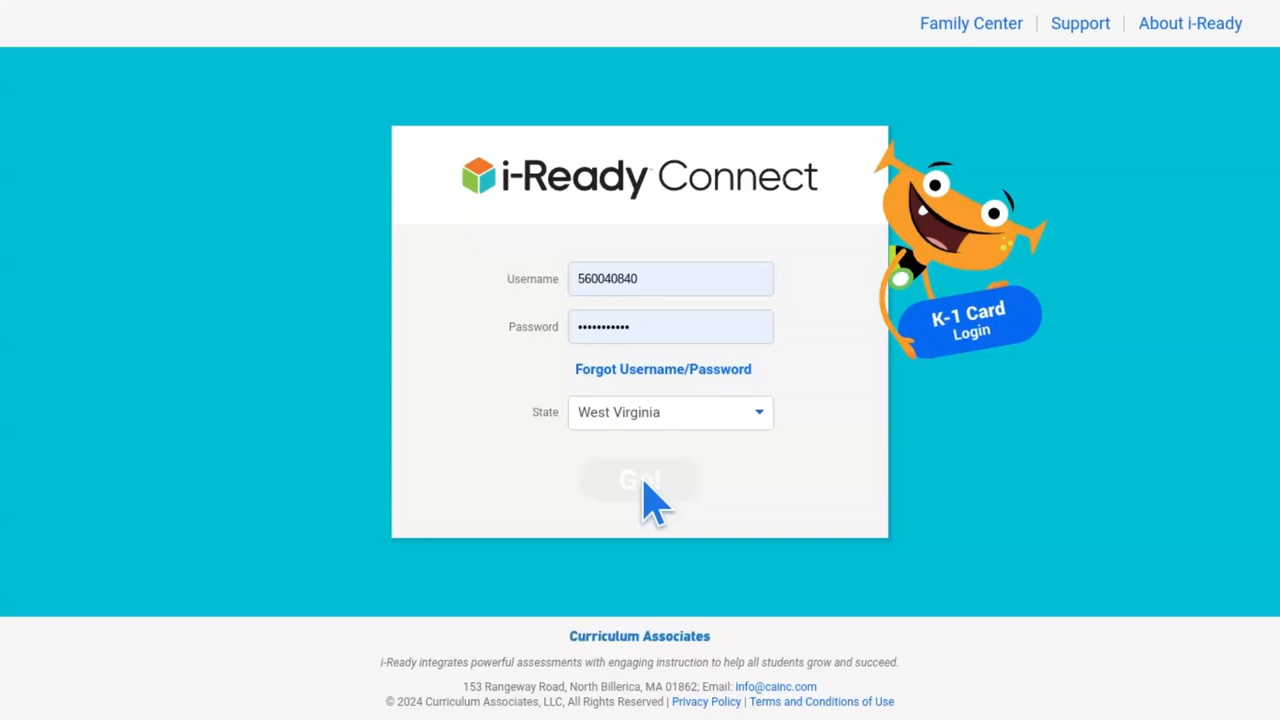 Family Center | Support | About i-Ready
i-Ready Connect
Username 560040840
Password •••••••••••
Forgot Username/Password
State West Virginia
Go!
K-1 Card
Login
Curriculum Associates
i-Ready integrates powerful assessments with engaging instruction to help all students grow and succeed.
153 Rangeway Road, North Billerica, MA 01862; Email: info@cainc.com
© 2024 Curriculum Associates, LLC, All Rights Reserved | Privacy Policy | Terms and Conditions of Use